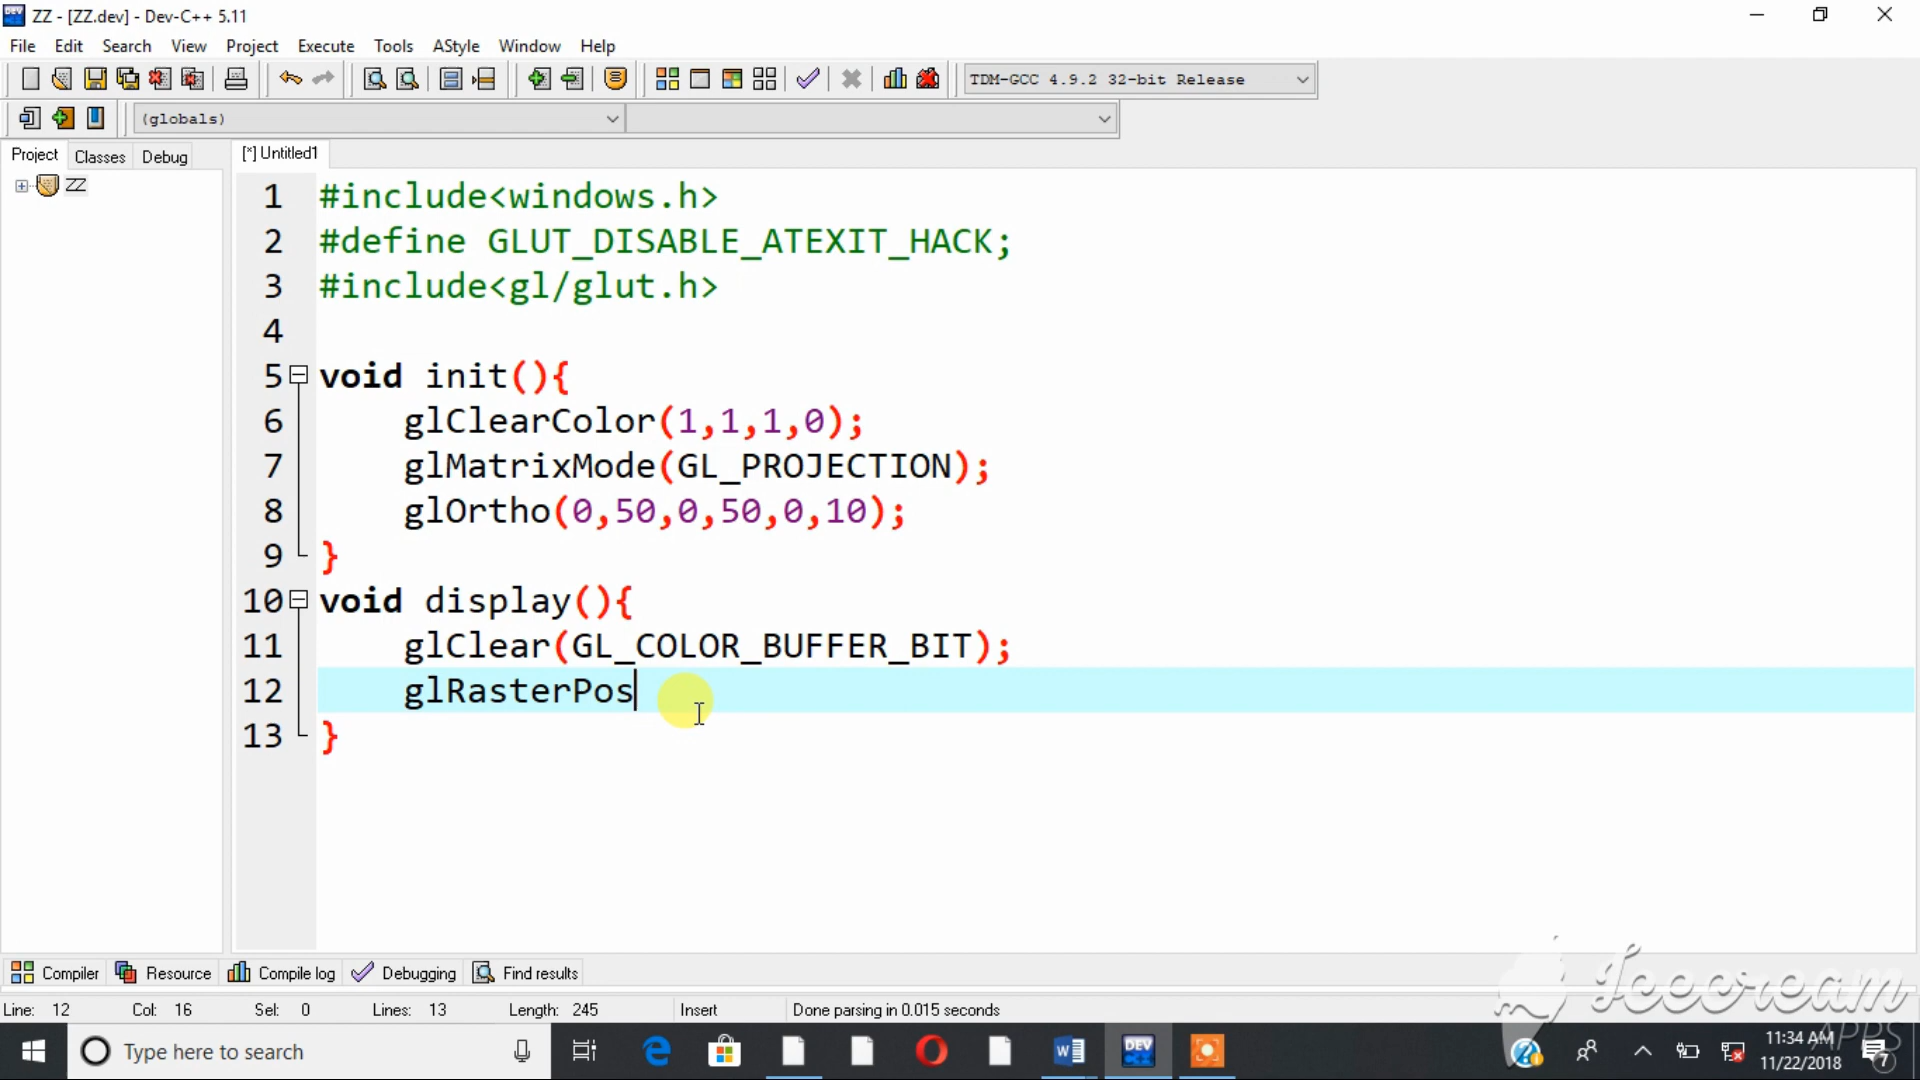 ZZ - [ZZ.dev] - Dev-C++ 5.11
File Edit Search View Project Execute Tools AStyle Window Help
TDM-GCC 4.9.2 32-bit Release
(globals)
Project Classes Debug
[*] Untitled1
ZZ
1 #include<windows.h>
2 #define GLUT_DISABLE_ATEXIT_HACK;
3 #include<gl/glut.h>
4
5 void init(){
6 glClearColor(1,1,1,0);
7 glMatrixMode(GL_PROJECTION);
8 glOrtho(0,50,0,50,0,10);
9 }
10 void display(){
11 glClear(GL_COLOR_BUFFER_BIT);
12 glRasterPos
13 }
Compiler Resource Compile log Debugging Find results
Line: 12 Col: 16 Sel: 0 Lines: 13 Length: 245 Insert Done parsing in 0.015 seconds
Icecream
APPS
Type here to search
DEV
11:34 AM
11/22/2018
7